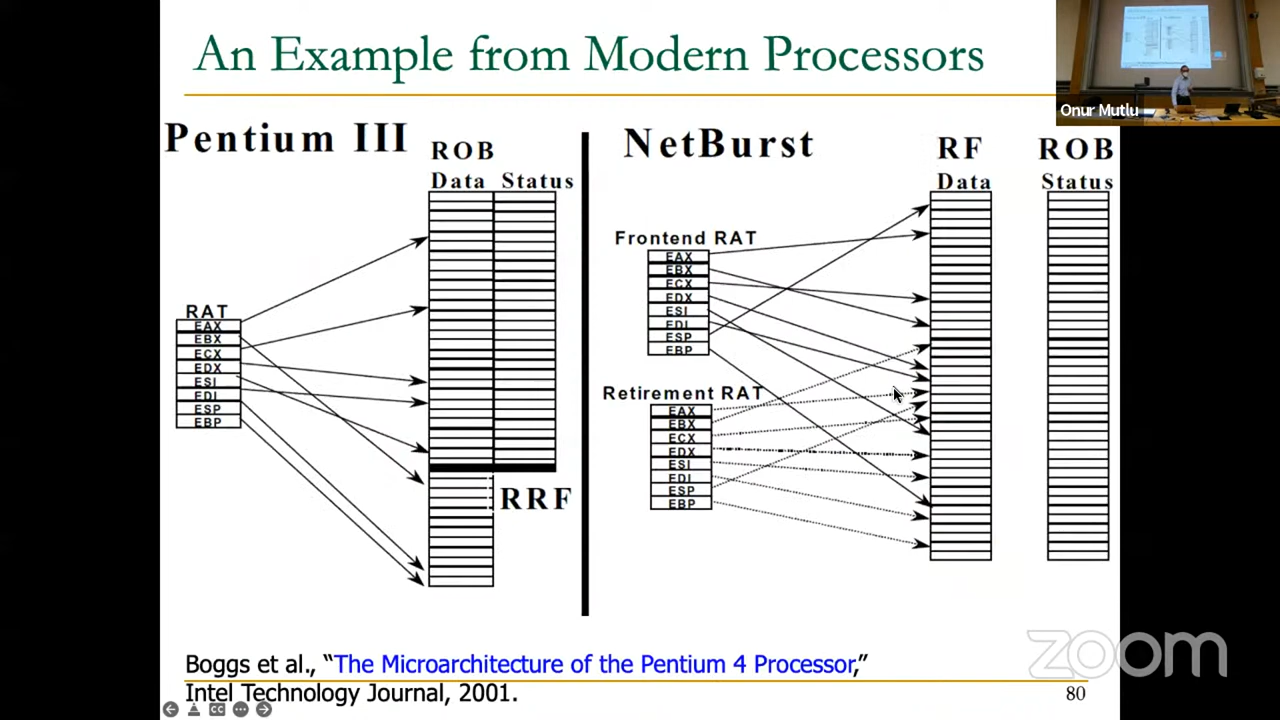 An Example from Modern Processors
Onur Mutlu
Pentium III
ROB
Data Status
RAT
EAX
EBX
ECX
EDX
ESI
EDI
ESP
EBP
RRF
NetBurst
RF
Data
ROB
Status
Frontend RAT
EAX
EBX
ECX
EDX
ESI
EDI
ESP
EBP
Retirement RAT
EAX
EBX
ECX
EDX
ESI
EDI
ESP
EBP
Boggs et al., “The Microarchitecture of the Pentium 4 Processor,”
Intel Technology Journal, 2001.
80
zoom